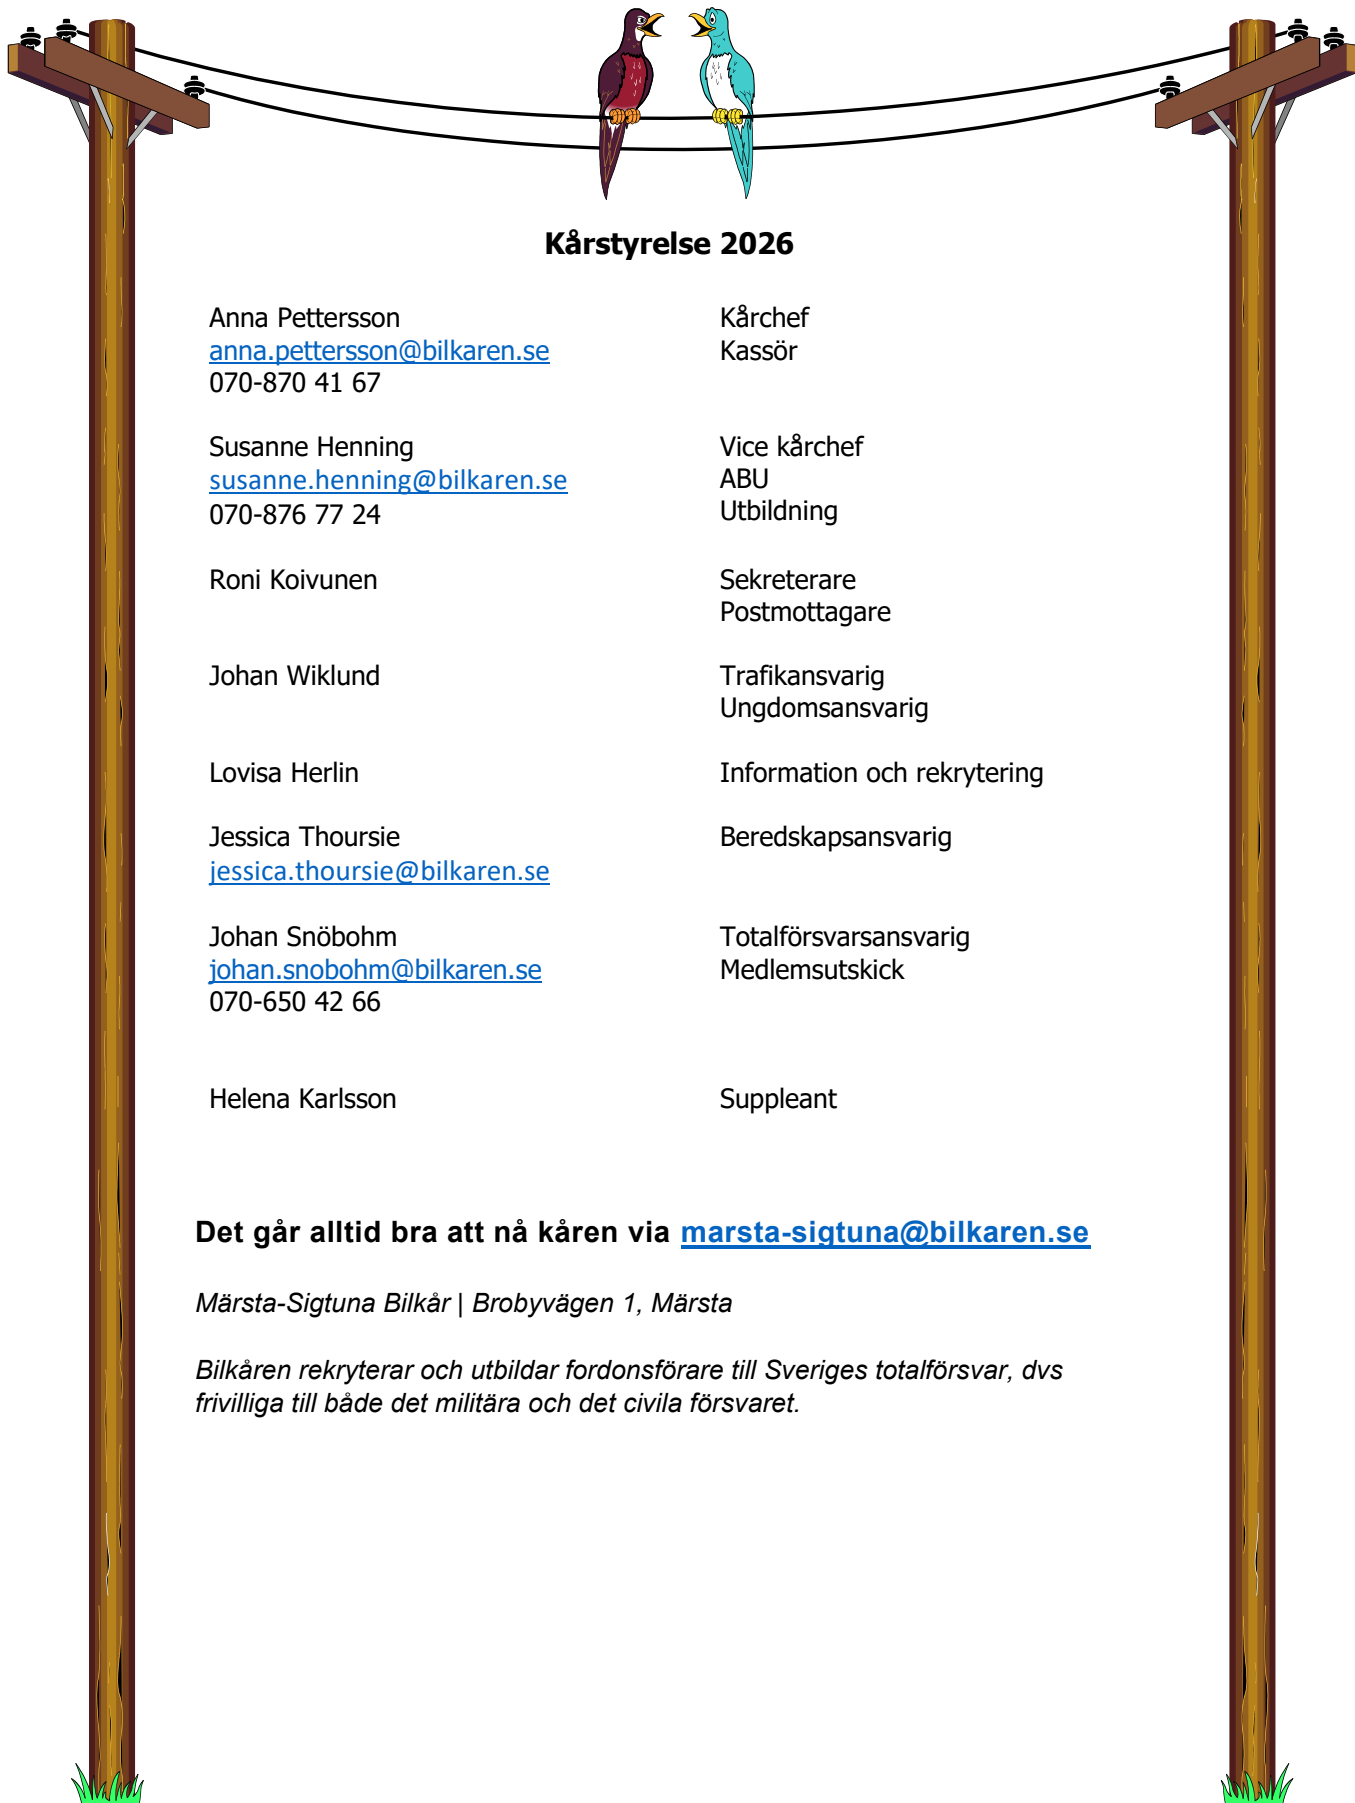 Kårstyrelse 2026
Anna Pettersson Kårchef
anna.pettersson@bilkaren.se Kassör
070-870 41 67
Susanne Henning Vice kårchef
susanne.henning@bilkaren.se ABU
070-876 77 24 Utbildning
Roni Koivunen Sekreterare
Postmottagare
Johan Wiklund Trafikansvarig
Ungdomsansvarig
Lovisa Herlin Information och rekrytering
Jessica Thoursie Beredskapsansvarig
jessica.thoursie@bilkaren.se
Johan Snöbohm Totalförsvarsansvarig
johan.snobohm@bilkaren.se Medlemsutskick
070-650 42 66
Helena Karlsson Suppleant
Det går alltid bra att nå kåren via marsta-sigtuna@bilkaren.se
Märsta-Sigtuna Bilkår | Brobyvägen 1, Märsta
Bilkåren rekryterar och utbildar fordonsförare till Sveriges totalförsvar, dvs
frivilliga till både det militära och det civila försvaret.